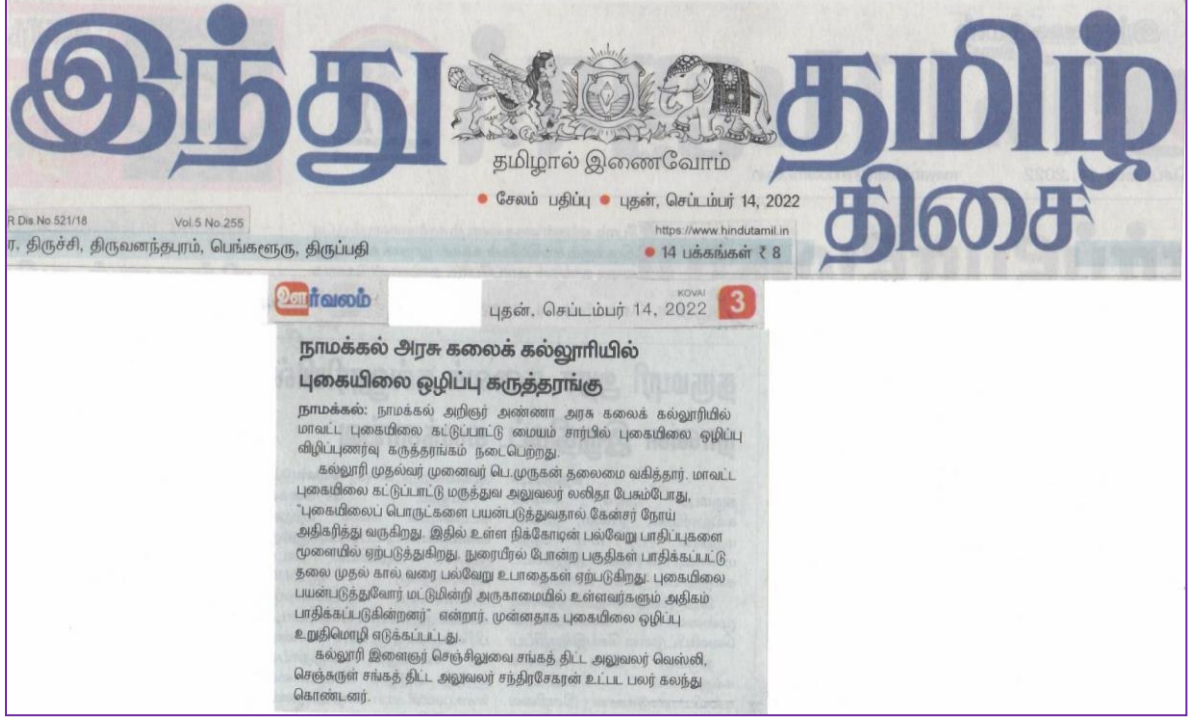 இந்து தமிழ் திசை
தமிழால் இணைவோம்
• சேலம் பதிப்பு • புதன், செப்டம்பர் 14, 2022
R Dis.No.521/18 Vol.5 No.255
https://www.hindutamil.in
ர, திருச்சி, திருவனந்தபுரம், பெங்களூரு, திருப்பதி
• 14 பக்கங்கள் ₹ 8
ஊர்வலம்
KOVAI
புதன், செப்டம்பர் 14, 2022 3
நாமக்கல் அரசு கலைக் கல்லூரியில்
புகையிலை ஒழிப்பு கருத்தரங்கு
நாமக்கல்: நாமக்கல் அறிஞர் அண்ணா அரசு கலைக் கல்லூரியில்
மாவட்ட புகையிலை கட்டுப்பாட்டு மையம் சார்பில் புகையிலை ஒழிப்பு
விழிப்புணர்வு கருத்தரங்கம் நடைபெற்றது.
கல்லூரி முதல்வர் முனைவர் பெ.முருகன் தலைமை வகித்தார். மாவட்ட
புகையிலை கட்டுப்பாட்டு மருத்துவ அலுவலர் லலிதா பேசும்போது,
"புகையிலைப் பொருட்களை பயன்படுத்துவதால் கேன்சர் நோய்
அதிகரித்து வருகிறது. இதில் உள்ள நிக்கோடின் பல்வேறு பாதிப்புகளை
மூளையில் ஏற்படுத்துகிறது. நுரையீரல் போன்ற பகுதிகள் பாதிக்கப்பட்டு
தலை முதல் கால் வரை பல்வேறு உபாதைகள் ஏற்படுகிறது. புகையிலை
பயன்படுத்துவோர் மட்டுமின்றி அருகாமையில் உள்ளவர்களும் அதிகம்
பாதிக்கப்படுகின்றனர்" என்றார். முன்னதாக புகையிலை ஒழிப்பு
உறுதிமொழி எடுக்கப்பட்டது.
கல்லூரி இளைஞர் செஞ்சிலுவை சங்கத் திட்ட அலுவலர் வெஸ்லி,
செஞ்சுருள் சங்கத் திட்ட அலுவலர் சந்திரசேகரன் உட்பட பலர் கலந்து
கொண்டனர்.